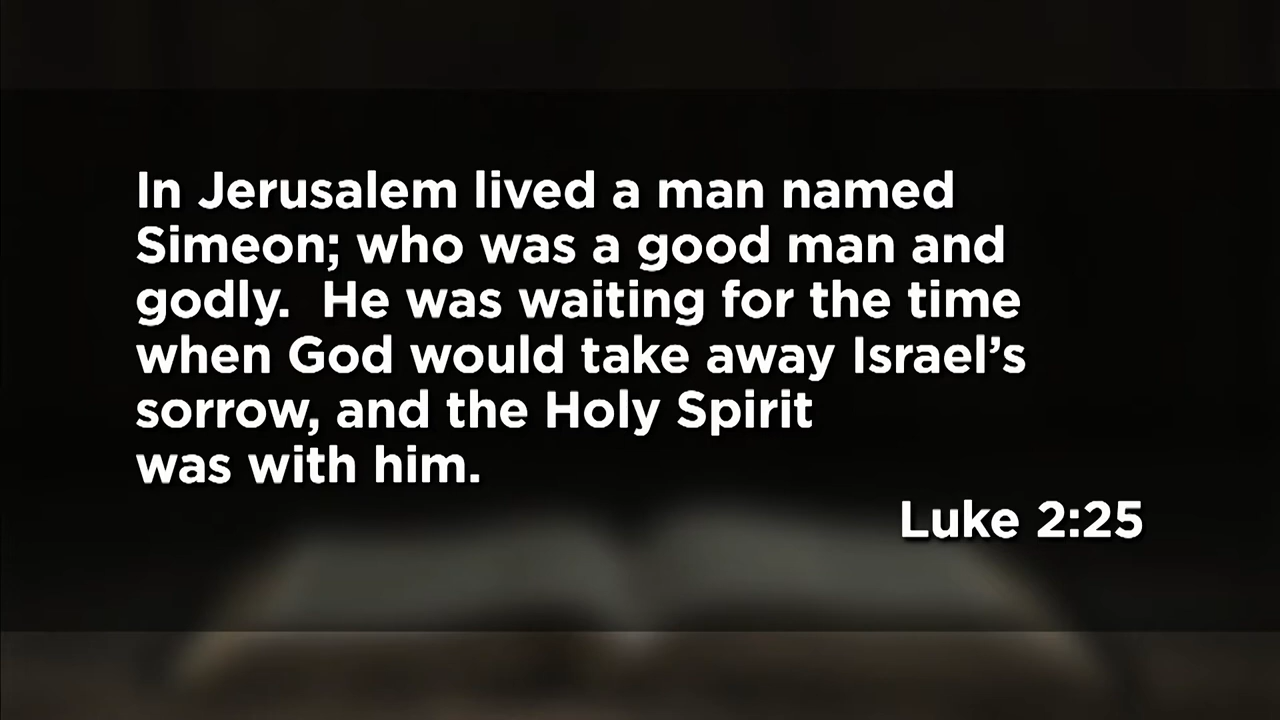 In Jerusalem lived a man named
Simeon; who was a good man and
godly.  He was waiting for the time
when God would take away Israel’s
sorrow, and the Holy Spirit
was with him.
Luke 2:25